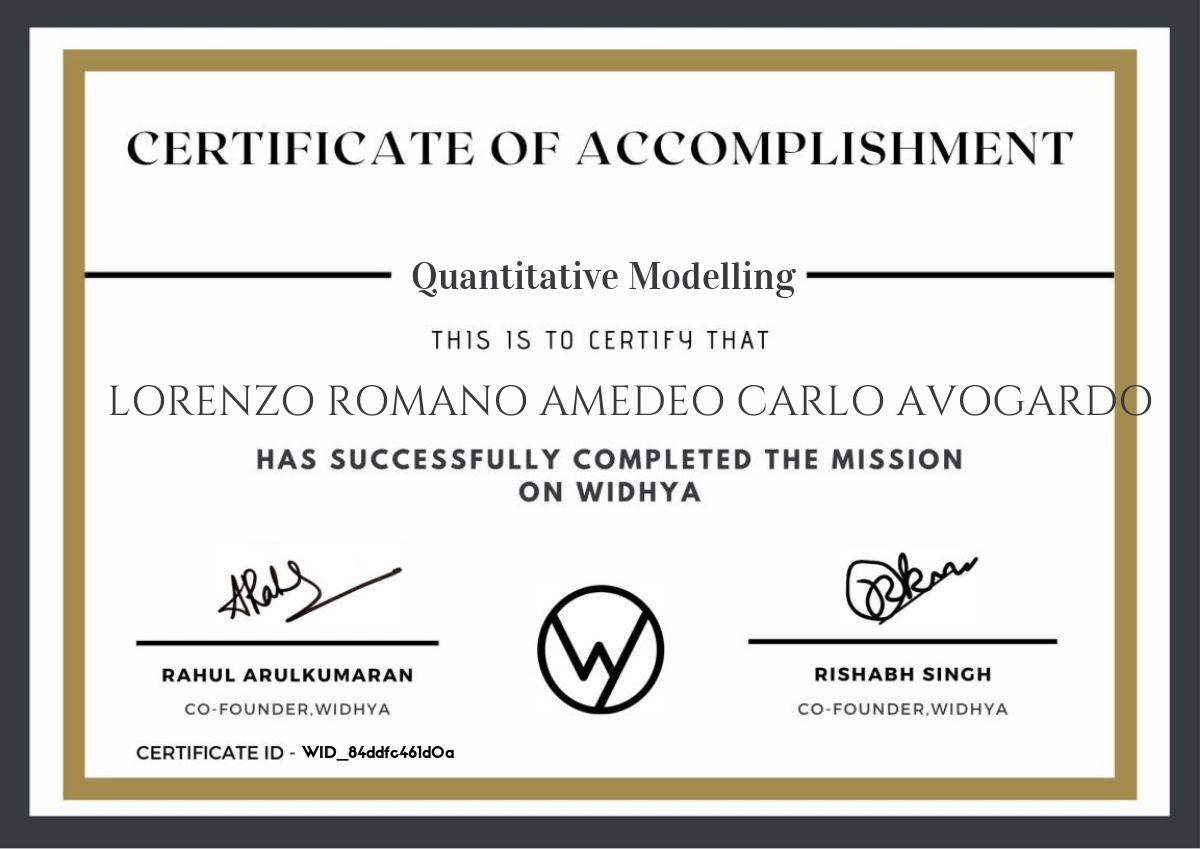 CERTIFICATE OF ACCOMPLISHMENT
Quantitative Modelling
THIS IS TO CERTIFY THAT
LORENZO ROMANO AMEDEO CARLO AVOGARDO
HAS SUCCESSFULLY COMPLETED THE MISSION
ON WIDHYA
RAHUL ARULKUMARAN
CO-FOUNDER,WIDHYA
RISHABH SINGH
CO-FOUNDER,WIDHYA
CERTIFICATE ID - WID_84ddfc461d0a